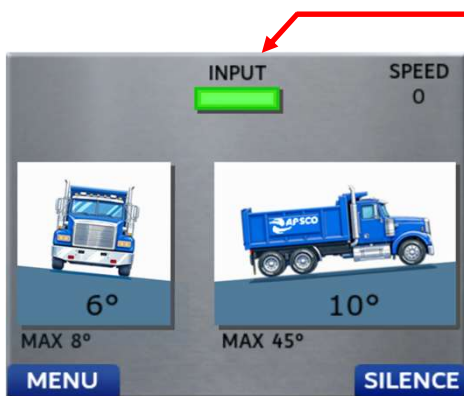 INPUT
SPEED
0
APSCO
6°
10°
MAX 8°
MAX 45°
MENU
SILENCE